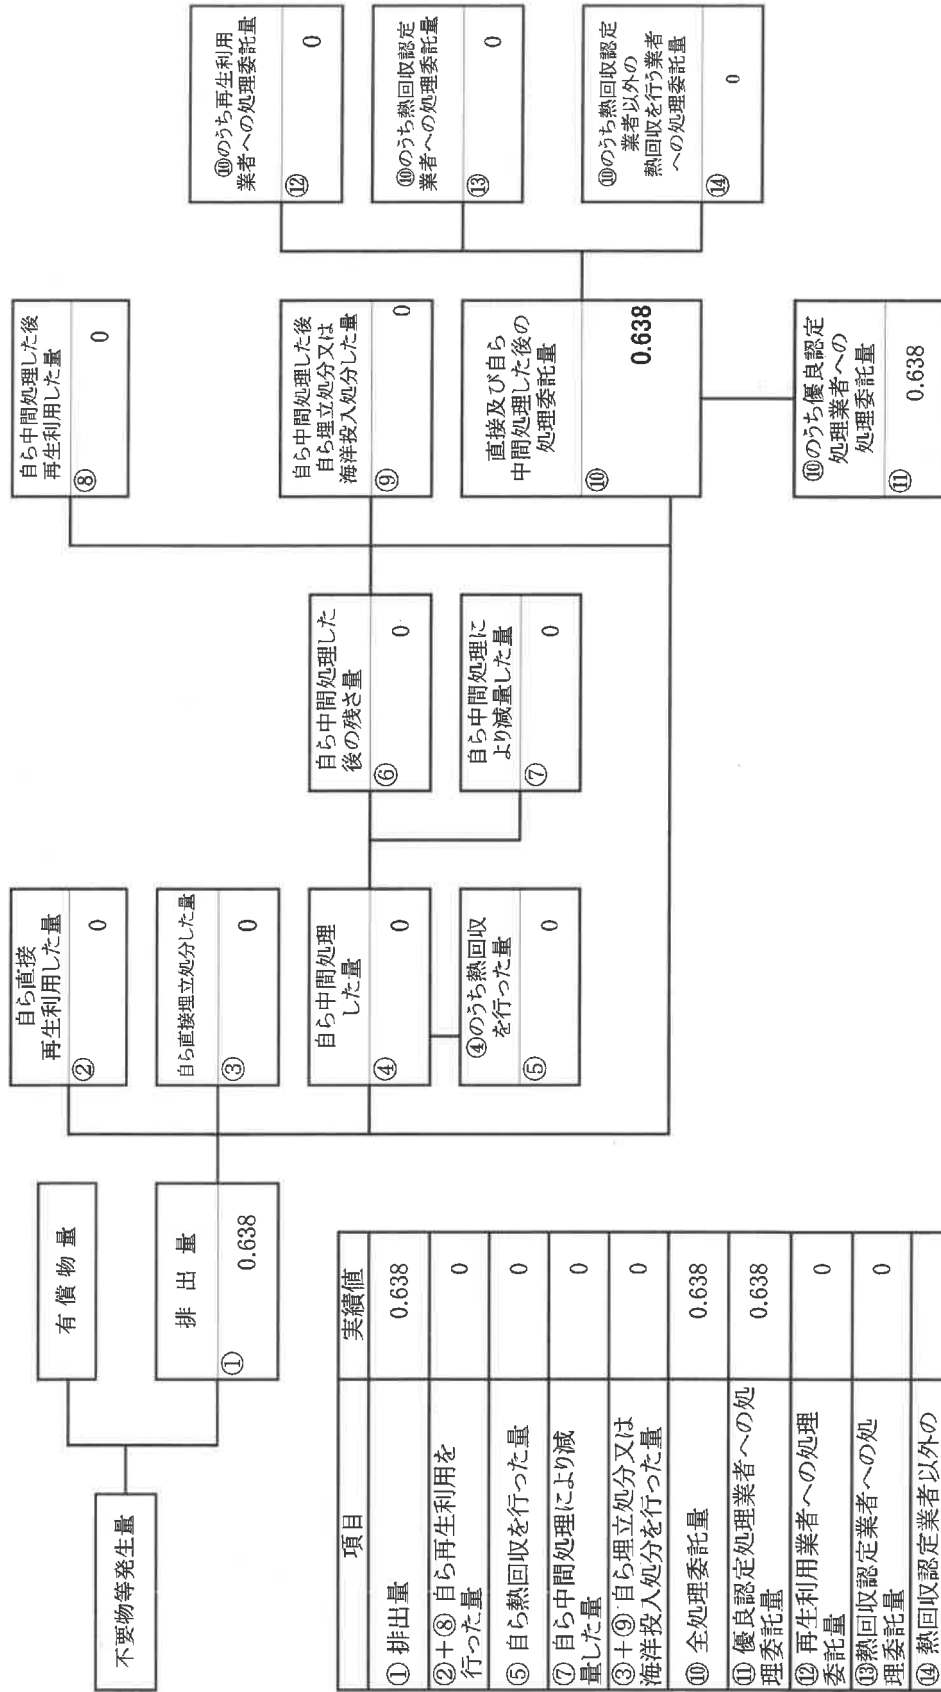 不要物等発生量
有償物量
排出量
①
0.638
自ら直接
再生利用した量
②
0
自ら直接埋立処分した量
③
0
自ら中間処理
した量
④
0
④のうち熱回収
を行った量
⑤
0
自ら中間処理した
後の残さ量
⑥
0
自ら中間処理に
より減量した量
⑦
0
自ら中間処理した後
再生利用した量
⑧
0
自ら中間処理した後
自ら埋立処分又は
海洋投入処分した量
⑨
0
直接及び自ら
中間処理した後の
処理委託量
⑩
0.638
⑩のうち優良認定
処理業者への
処理委託量
⑪
0.638
⑩のうち再生利用
業者への処理委託量
⑫
0
⑩のうち熱回収認定
業者への処理委託量
⑬
0
⑩のうち熱回収認定
業者以外の
熱回収を行う業者
への処理委託量
⑭
0
項目 実績値
①排出量 0.638
②+⑧ 自ら再生利用を
行った量 0
⑤ 自ら熱回収を行った量 0
⑦ 自ら中間処理により減
量した量 0
③+⑨ 自ら埋立処分又は
海洋投入処分を行った量 0
⑩ 全処理委託量 0.638
⑪ 優良認定処理業者への処
理委託量 0.638
⑫ 再生利用業者への処理
委託量 0
⑬熱回収認定業者への処
理委託量 0
⑭ 熱回収認定業者以外の